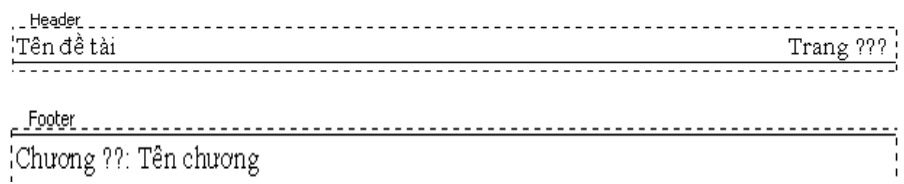 Header
Tên đề tài Trang ???
Footer
Chương ??: Tên chương